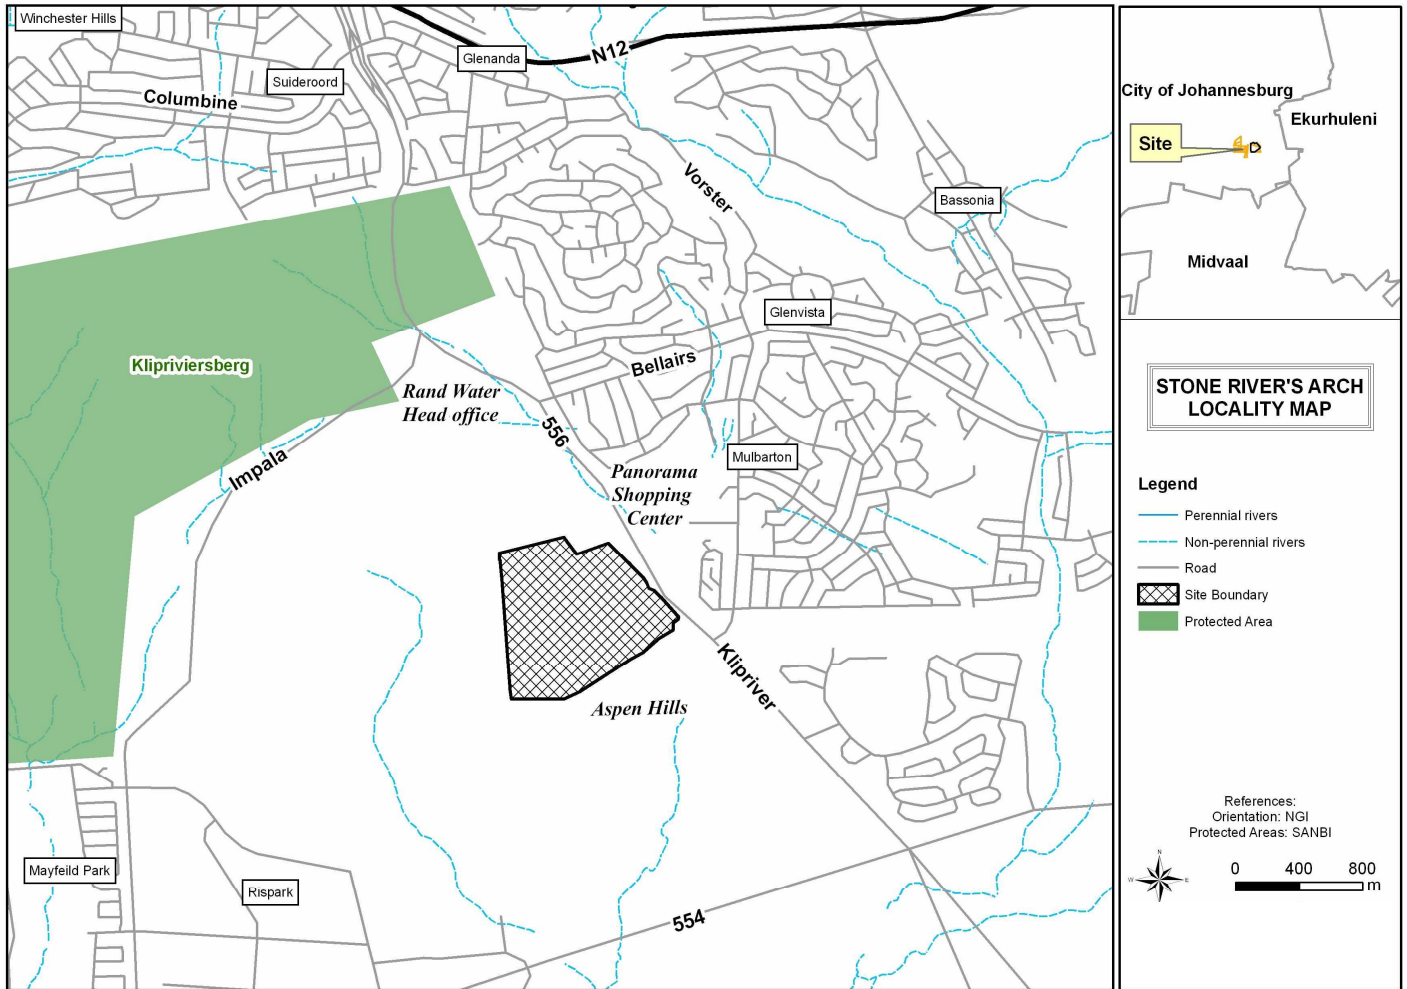 Winchester Hills
Glenanda
N12
Suideroord
Columbine
Vorster
Bassonia
Glenvista
Klipriviersberg
Bellairs
Rand Water
Head office
556
Impala
Panorama
Shopping
Center
Mulbarton
Klipriver
Aspen Hills
Mayfeild Park
Rispark
554
City of Johannesburg
Ekurhuleni
Site
Midvaal
STONE RIVER'S ARCH
LOCALITY MAP
Legend
Perennial rivers
Non-perennial rivers
Road
Site Boundary
Protected Area
References:
Orientation: NGI
Protected Areas: SANBI
N
W E
S
0 400 800
m